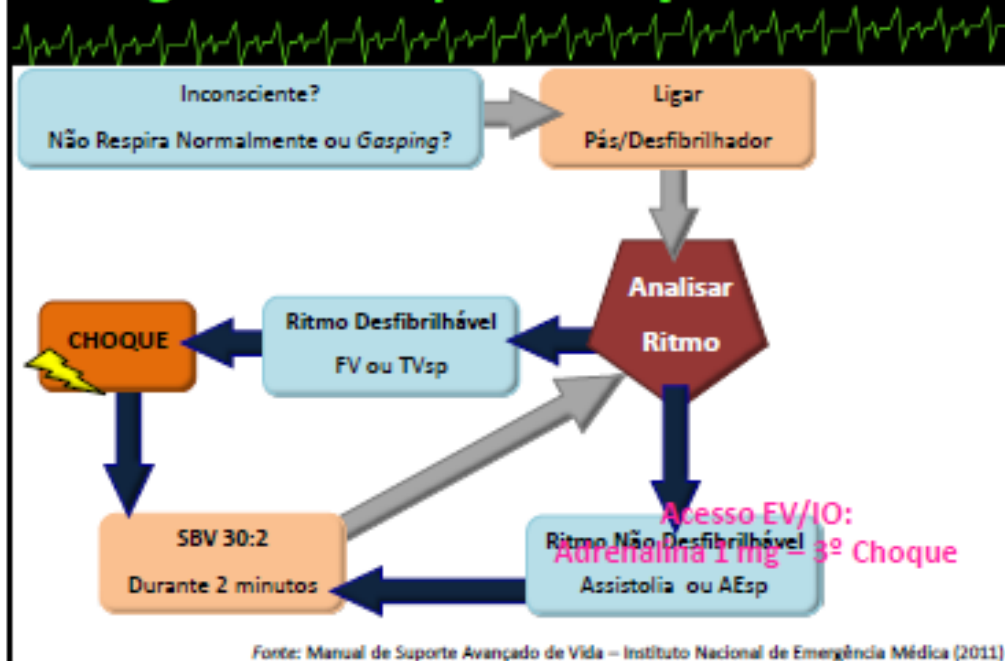 Inconsciente?
Não Respira Normalmente ou Gasping?
Ligar
Pás/Desfibrilhador
Analisar
Ritmo
Ritmo Desfibrilhável
FV ou TVsp
CHOQUE
SBV 30:2
Durante 2 minutos
Acesso EV/IO:
Adrenalina 1 mg – 3º Choque
Ritmo Não Desfibrilhável
Assistolia ou AEsp
Fonte: Manual de Suporte Avançado de Vida – Instituto Nacional de Emergência Médica (2011)